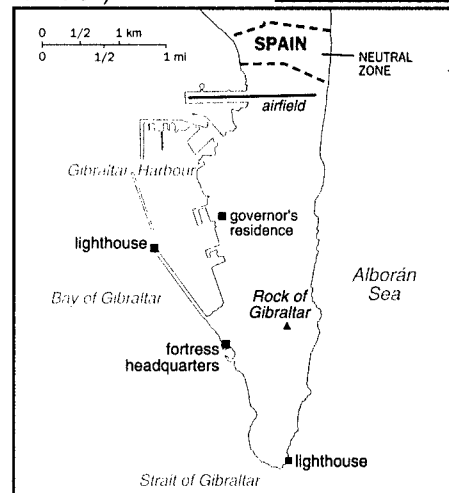 0 1/2 1 km
0 1/2 1 mi
SPAIN
NEUTRAL
ZONE
airfield
Gibraltar Harbour
governor's
residence
lighthouse
Alborán
Sea
Bay of Gibraltar
Rock of
Gibraltar
fortress
headquarters
lighthouse
Strait of Gibraltar